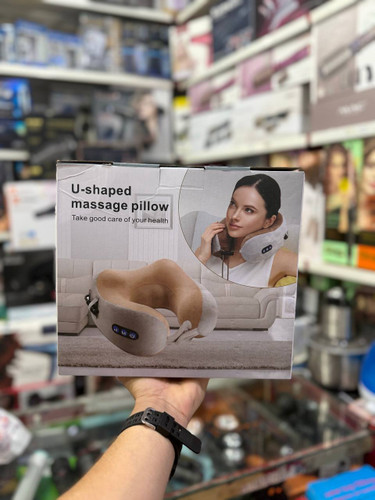 U-shaped
massage pillow
Take good care of your health